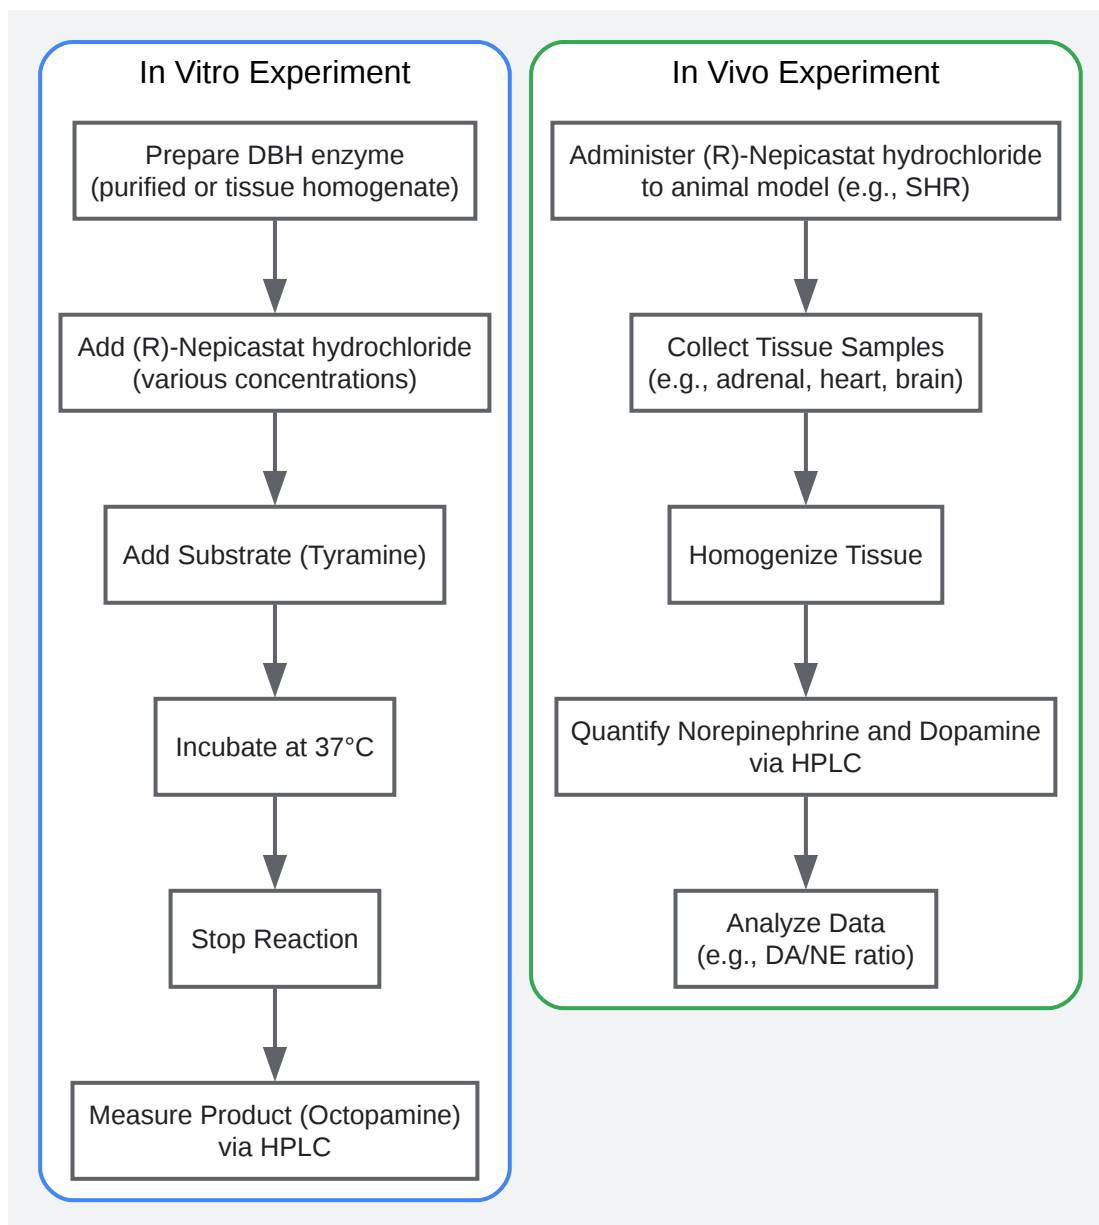 In Vitro Experiment
Prepare DBH enzyme
(purified or tissue homogenate)
Add (R)-Nepicastat hydrochloride
(various concentrations)
Add Substrate (Tyramine)
Incubate at 37°C
Stop Reaction
Measure Product (Octopamine)
via HPLC
In Vivo Experiment
Administer (R)-Nepicastat hydrochloride
to animal model (e.g., SHR)
Collect Tissue Samples
(e.g., adrenal, heart, brain)
Homogenize Tissue
Quantify Norepinephrine and Dopamine
via HPLC
Analyze Data
(e.g., DA/NE ratio)